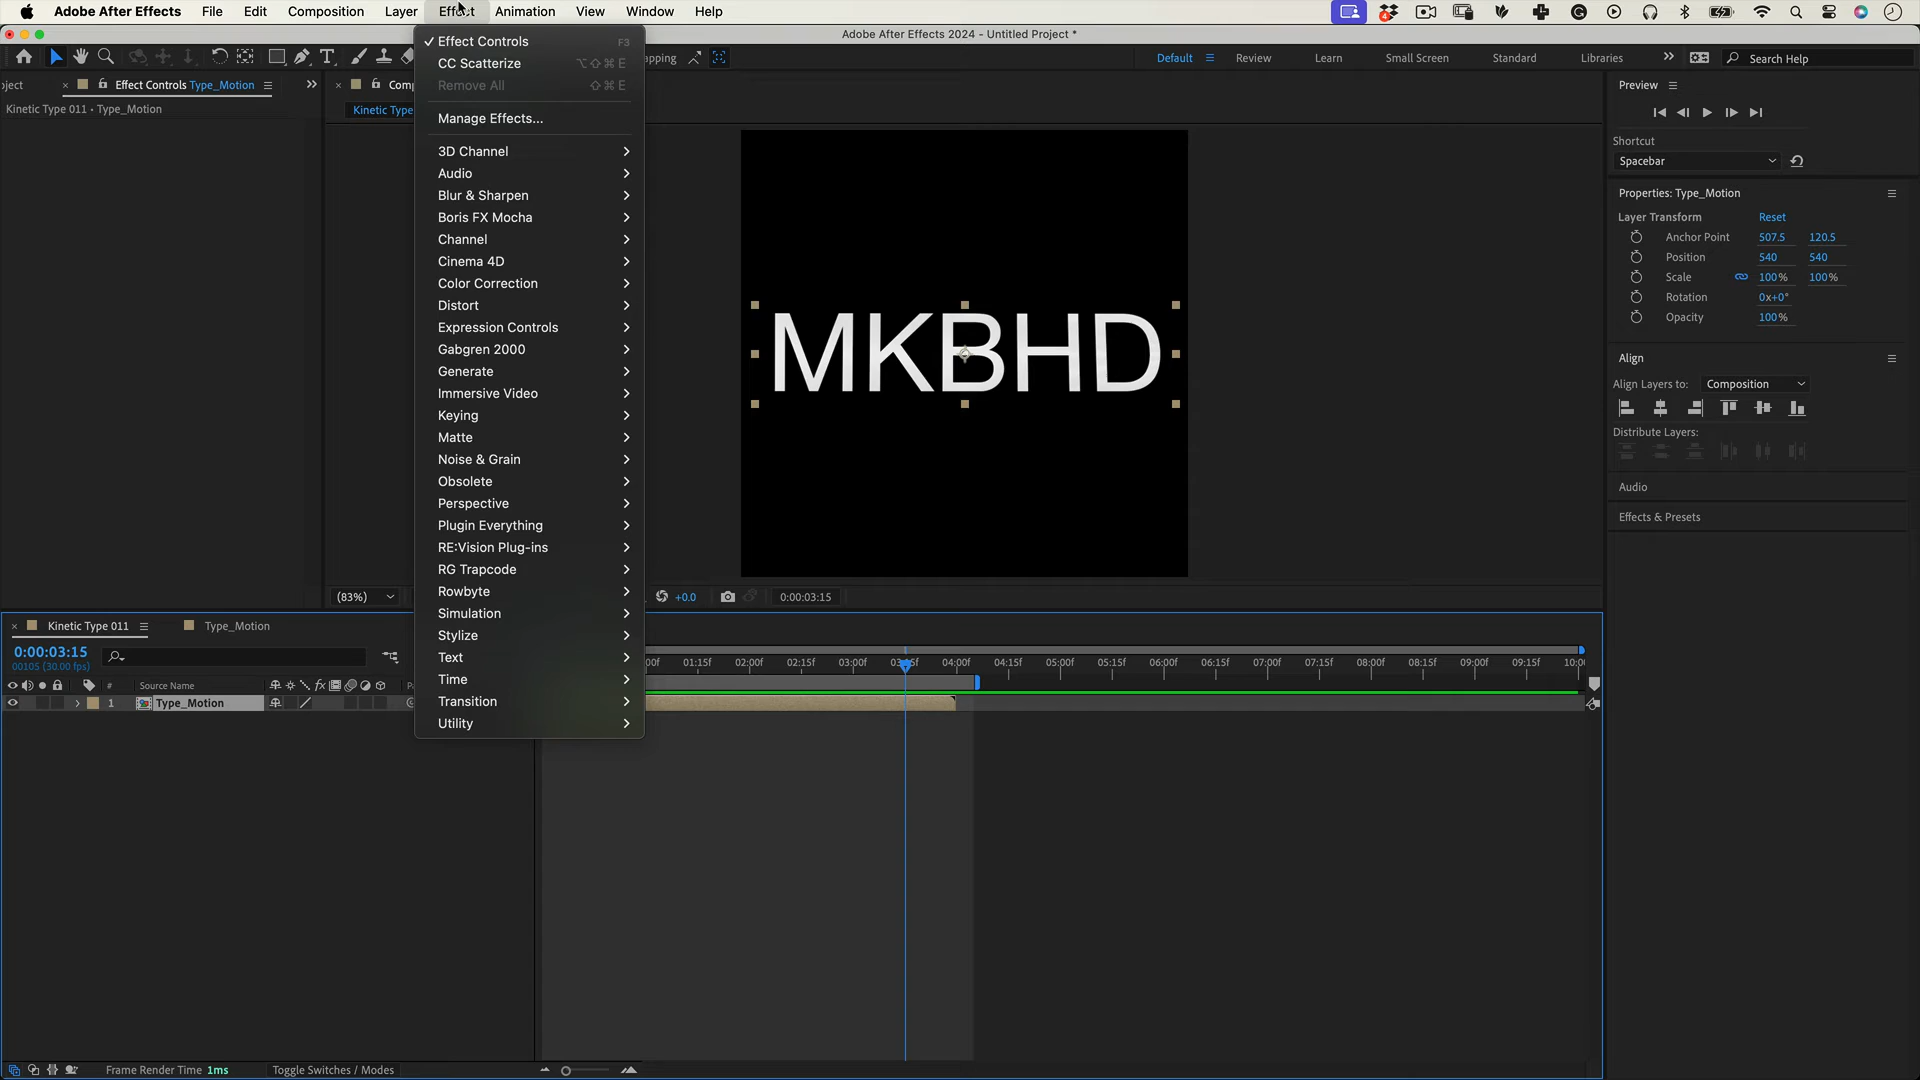 Adobe After Effects File Edit Composition Layer Effect Animation View Window Help
Adobe After Effects 2024 - Untitled Project *
Default Review Learn Small Screen Standard Libraries Search Help
oject Effect Controls Type_Motion
Kinetic Type 011 • Type_Motion
Effect Controls F3
CC Scatterize ⌥⇧⌘E
Remove All ⇧⌘E
Manage Effects...
3D Channel
Audio
Blur & Sharpen
Boris FX Mocha
Channel
Cinema 4D
Color Correction
Distort
Expression Controls
Gabgren 2000
Generate
Immersive Video
Keying
Matte
Noise & Grain
Obsolete
Perspective
Plugin Everything
RE:Vision Plug-ins
RG Trapcode
Rowbyte
Simulation
Stylize
Text
Time
Transition
Utility
Comp
Kinetic Type
MKBHD
Preview
Shortcut
Spacebar
Properties: Type_Motion
Layer Transform Reset
Anchor Point 507.5 120.5
Position 540 540
Scale 100% 100%
Rotation 0x+0°
Opacity 100%
Align
Align Layers to: Composition
Distribute Layers:
Audio
Effects & Presets
(83%) +0.0 0:00:03:15
Kinetic Type 011 Type_Motion
0:00:03:15
00105 (30.00 fps)
00f 01:15f 02:00f 02:15f 03:00f 04:00f 04:15f 05:00f 05:15f 06:00f 06:15f 07:00f 07:15f 08:00f 08:15f 09:00f 09:15f 10:0
# Source Name fx
1 Type_Motion
Frame Render Time 1ms Toggle Switches / Modes